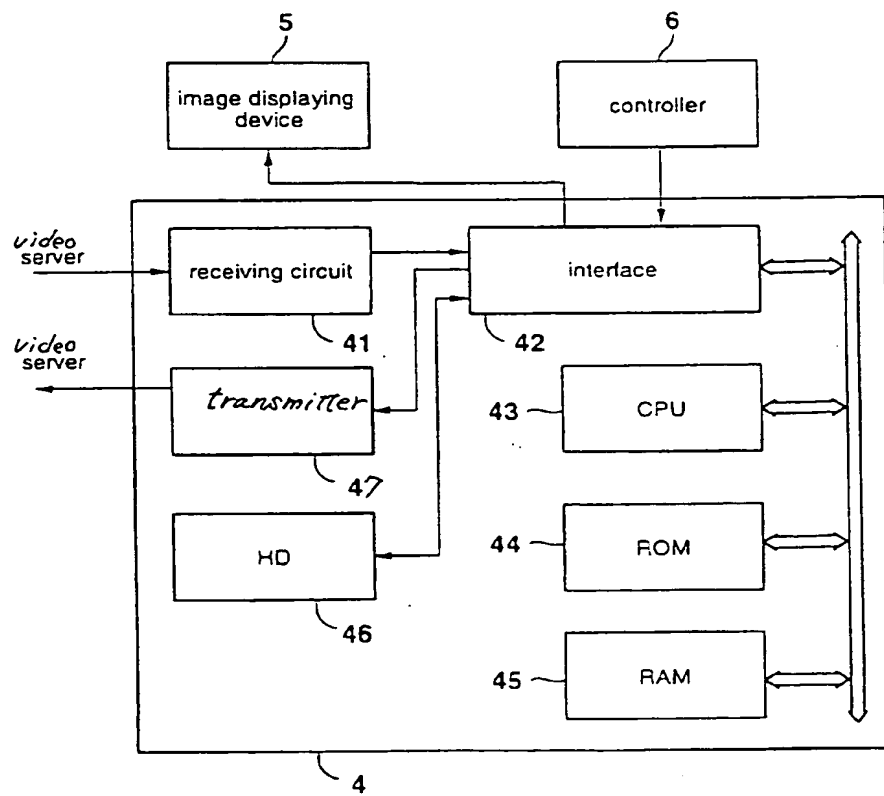 5
6
image displaying
device
controller
video
server
receiving circuit
interface
41
42
video
server
transmitter
43
CPU
47
44
ROM
HD
46
45
RAM
4